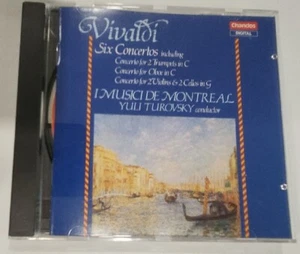 Vivaldi
Chandos
DIGITAL
Six Concertos including
Concerto for 2 Trumpets in C
Concerto for Oboe in C
Concerto for 2 Violins & 2 Cellos in G
I MUSICI DE MONTREAL
YULI TUROVSKY conductor